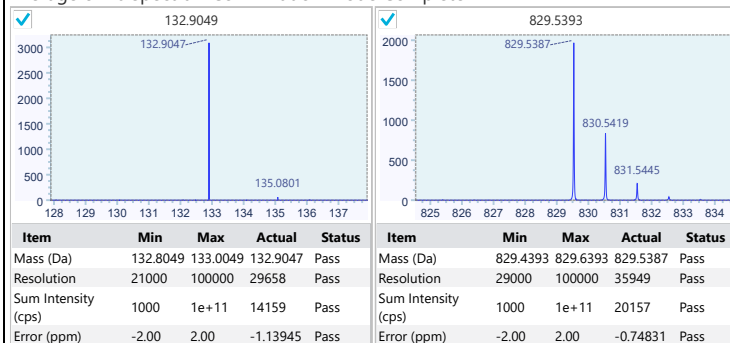 132.9049
3000
2500
2000
1500
1000
500
0
132.9047
135.0801
128 129 130 131 132 133 134 135 136 137
Item Min Max Actual Status
Mass (Da) 132.8049 133.0049 132.9047 Pass
Resolution 21000 100000 29658 Pass
Sum Intensity (cps) 1000 1e+11 14159 Pass
Error (ppm) -2.00 2.00 -1.13945 Pass
829.5393
2000
1500
1000
500
0
829.5387
830.5419
831.5445
825 826 827 828 829 830 831 832 833 834
Item Min Max Actual Status
Mass (Da) 829.4393 829.6393 829.5387 Pass
Resolution 29000 100000 35949 Pass
Sum Intensity (cps) 1000 1e+11 20157 Pass
Error (ppm) -2.00 2.00 -0.74831 Pass